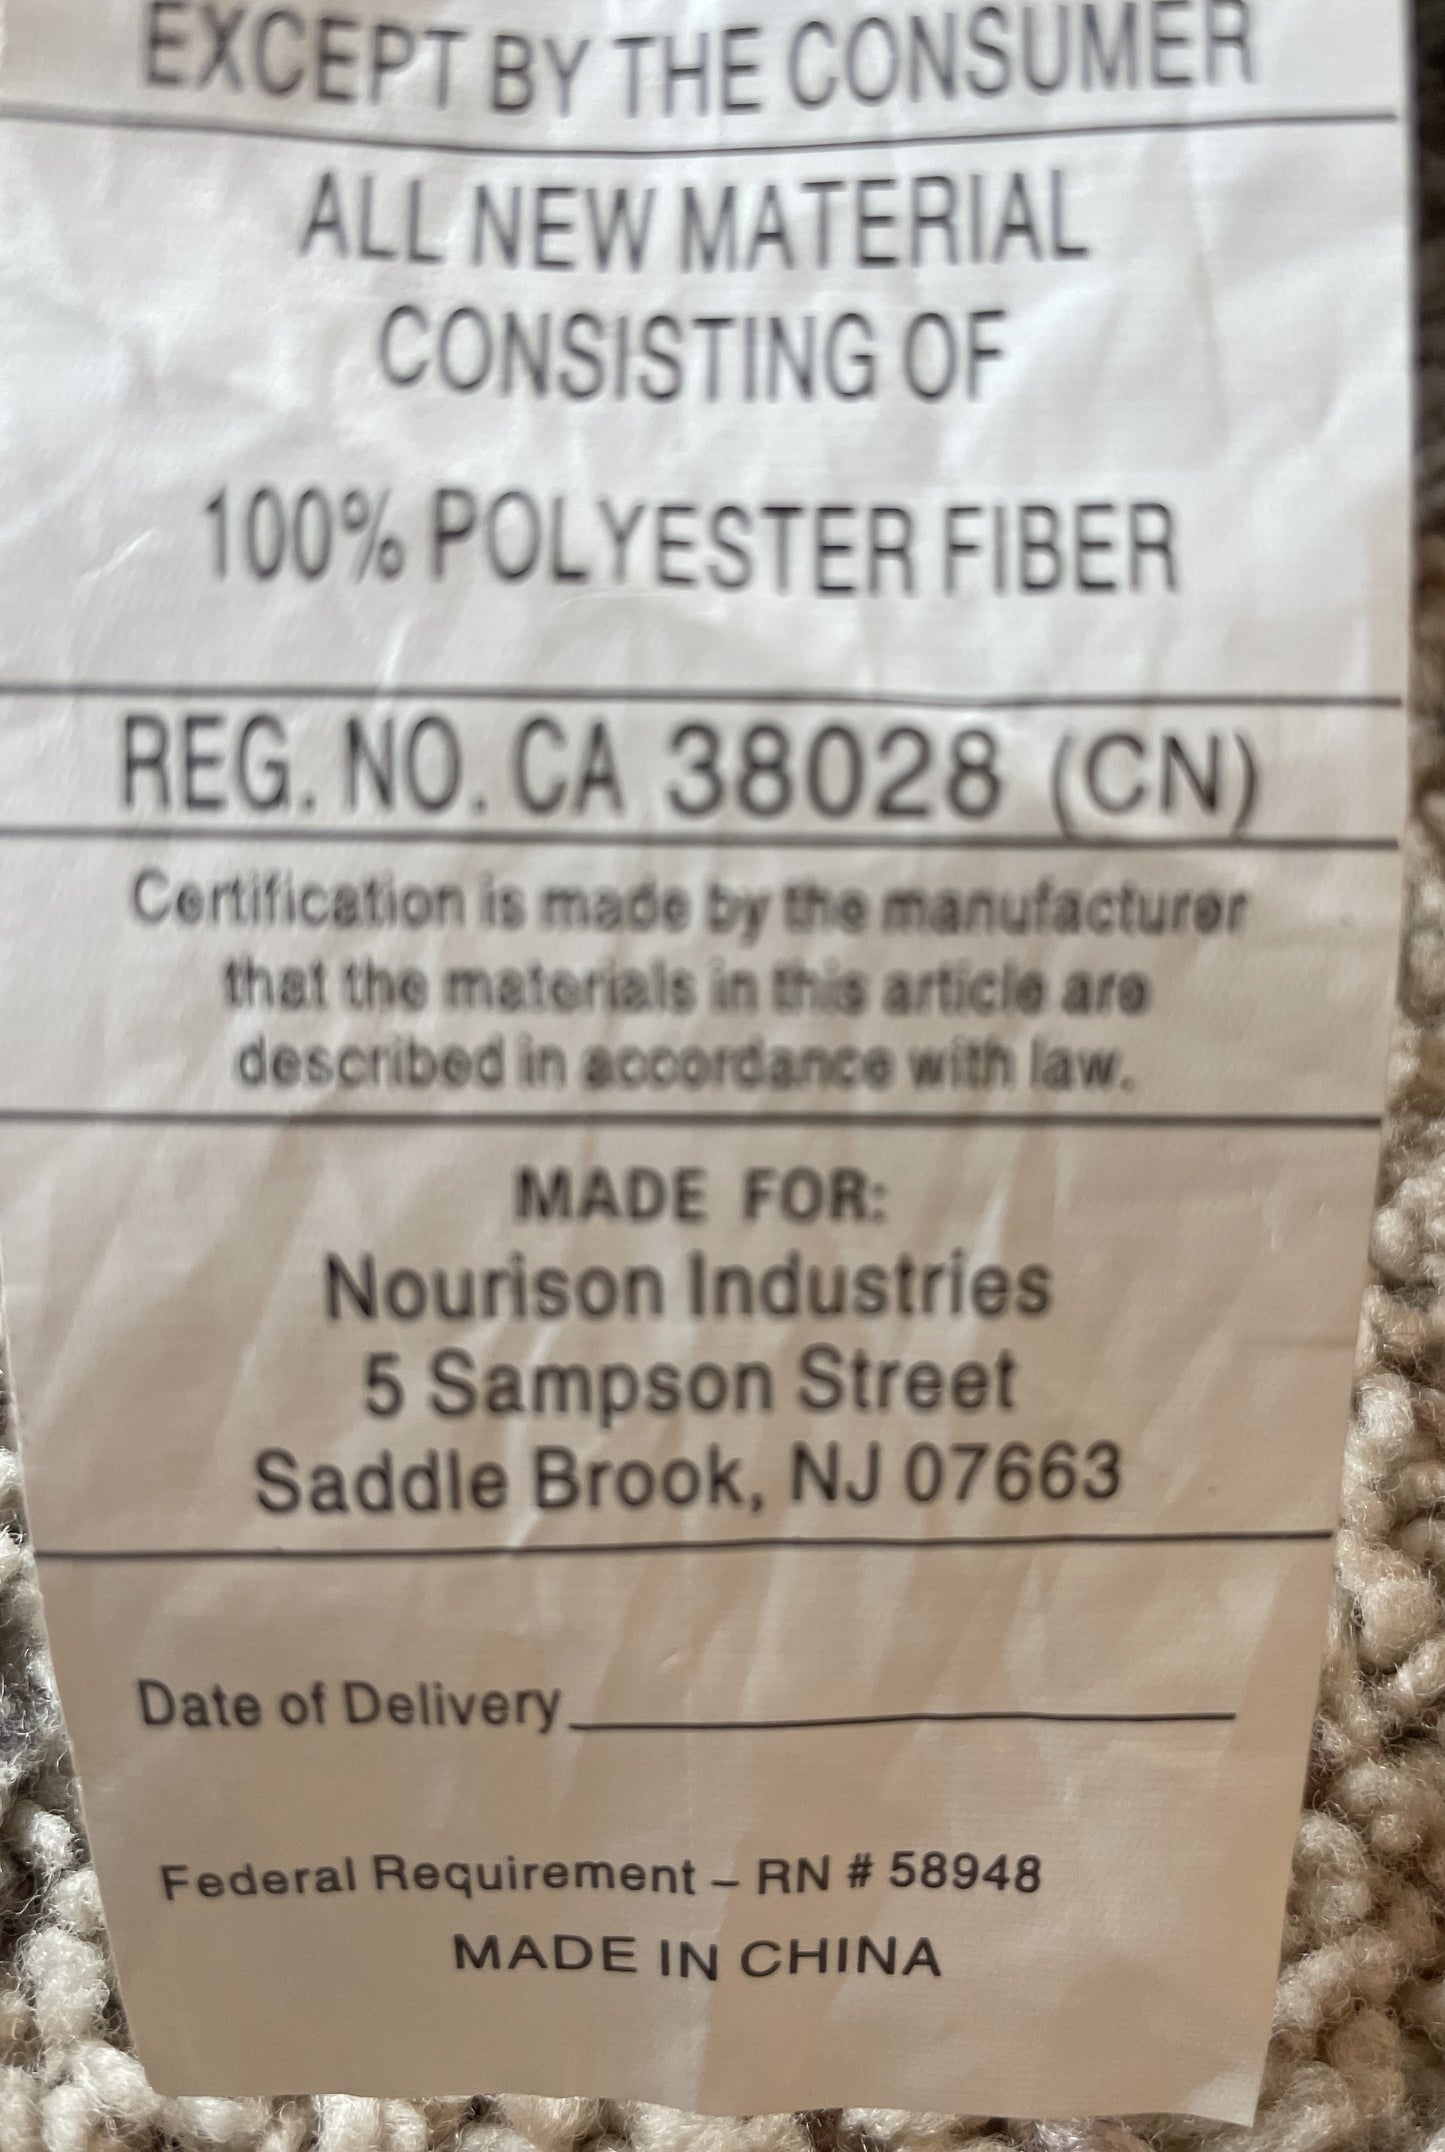 EXCEPT BY THE CONSUMER
ALL NEW MATERIAL
CONSISTING OF
100% POLYESTER FIBER
REG. NO. CA 38028 (CN)
Certification is made by the manufacturer
that the materials in this article are
described in accordance with law.
MADE FOR:
Nourison Industries
5 Sampson Street
Saddle Brook, NJ 07663
Date of Delivery
Federal Requirement – RN # 58948
MADE IN CHINA